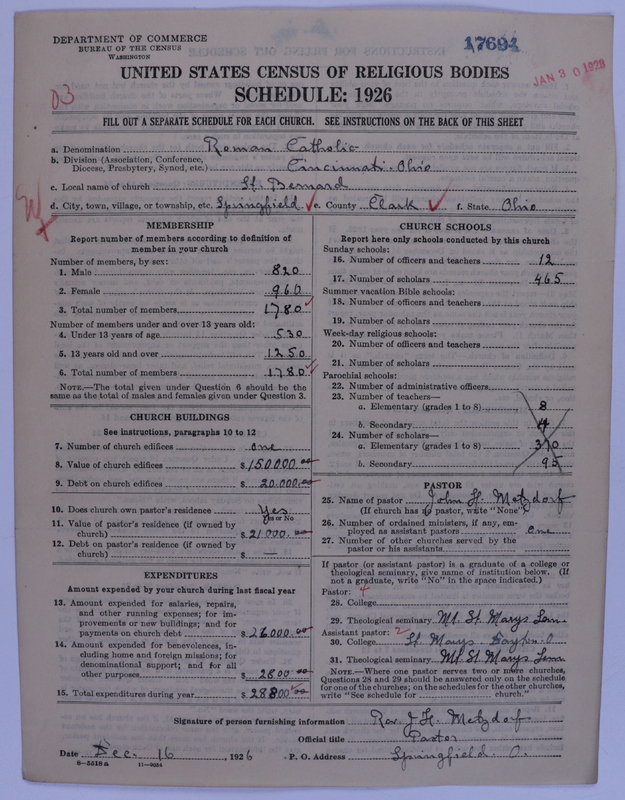 DEPARTMENT OF COMMERCE
BUREAU OF THE CENSUS
WASHINGTON
17694
JAN 30 1928
UNITED STATES CENSUS OF RELIGIOUS BODIES
SCHEDULE: 1926
FILL OUT A SEPARATE SCHEDULE FOR EACH CHURCH. SEE INSTRUCTIONS ON THE BACK OF THIS SHEET
a. Denomination Roman Catholic
b. Division (Association, Conference, Diocese, Presbytery, Synod, etc.) Cincinnati Ohio
c. Local name of church St. Bernard
d. City, town, village, or township, etc. Springfield e. County Clark f. State Ohio
MEMBERSHIP
Report number of members according to definition of
member in your church
Number of members, by sex:
1. Male 820
2. Female 960
3. Total number of members 1780
Number of members under and over 13 years old:
4. Under 13 years of age 530
5. 13 years old and over 1250
6. Total number of members 1780
NOTE.—The total given under Question 6 should be the
same as the total of males and females given under Question 3.
CHURCH BUILDINGS
See instructions, paragraphs 10 to 12
7. Number of church edifices one
8. Value of church edifices $150000.00
9. Debt on church edifices $20.000.00
10. Does church own pastor's residence Yes
Yes or No
11. Value of pastor's residence (if owned by
church) $21000.00
12. Debt on pastor's residence (if owned by
church) $ —
EXPENDITURES
Amount expended by your church during last fiscal year
13. Amount expended for salaries, repairs,
and other running expenses; for im-
provements or new buildings; and for
payments on church debt $26000.00
14. Amount expended for benevolences, in-
cluding home and foreign missions; for
denominational support; and for all
other purposes $2800.00
15. Total expenditures during year $28800.00
CHURCH SCHOOLS
Report here only schools conducted by this church
Sunday schools:
16. Number of officers and teachers 12
17. Number of scholars 465
Summer vacation Bible schools:
18. Number of officers and teachers
19. Number of scholars
Week-day religious schools:
20. Number of officers and teachers
21. Number of scholars
Parochial schools:
22. Number of administrative officers
23. Number of teachers—
a. Elementary (grades 1 to 8) 8
b. Secondary 4
24. Number of scholars—
a. Elementary (grades 1 to 8) 370
b. Secondary 95
PASTOR
25. Name of pastor John H. Metzdorf
(If church has no pastor, write "None")
26. Number of ordained ministers, if any, em-
ployed as assistant pastors one
27. Number of other churches served by the
pastor or his assistants
If pastor (or assistant pastor) is a graduate of a college or
theological seminary, give name of institution below. (If
not a graduate, write "No" in the space indicated.)
Pastor: 4
28. College
29. Theological seminary Mt. St Marys Sem.
Assistant pastor: 2
30. College St Marys Dayton O
31. Theological seminary Mt. St Marys Sem
NOTE.—Where one pastor serves two or more churches,
Questions 28 and 29 should be answered only on the schedule
for one of the churches; on the schedules for the other churches,
write "See schedule for church."
Signature of person furnishing information Rev. J H. Metzdorf
Official title Pastor
Date Dec. 16, 1926 P. O. Address Springfield. O.
8-5518 a 11-9054